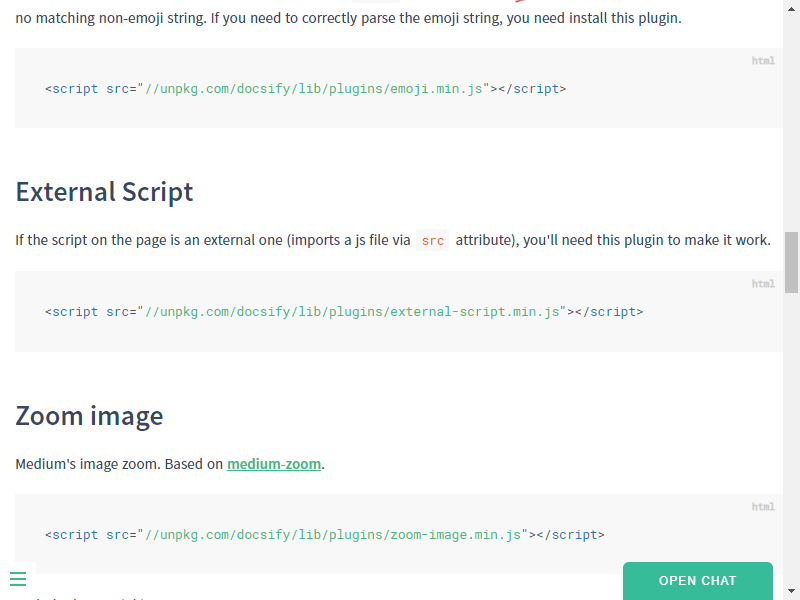 no matching non-emoji string. If you need to correctly parse the emoji string, you need install this plugin.
html
<script src="//unpkg.com/docsify/lib/plugins/emoji.min.js"></script>
External Script
If the script on the page is an external one (imports a js file via src attribute), you'll need this plugin to make it work.
html
<script src="//unpkg.com/docsify/lib/plugins/external-script.min.js"></script>
Zoom image
Medium's image zoom. Based on medium-zoom.
html
<script src="//unpkg.com/docsify/lib/plugins/zoom-image.min.js"></script>
OPEN CHAT